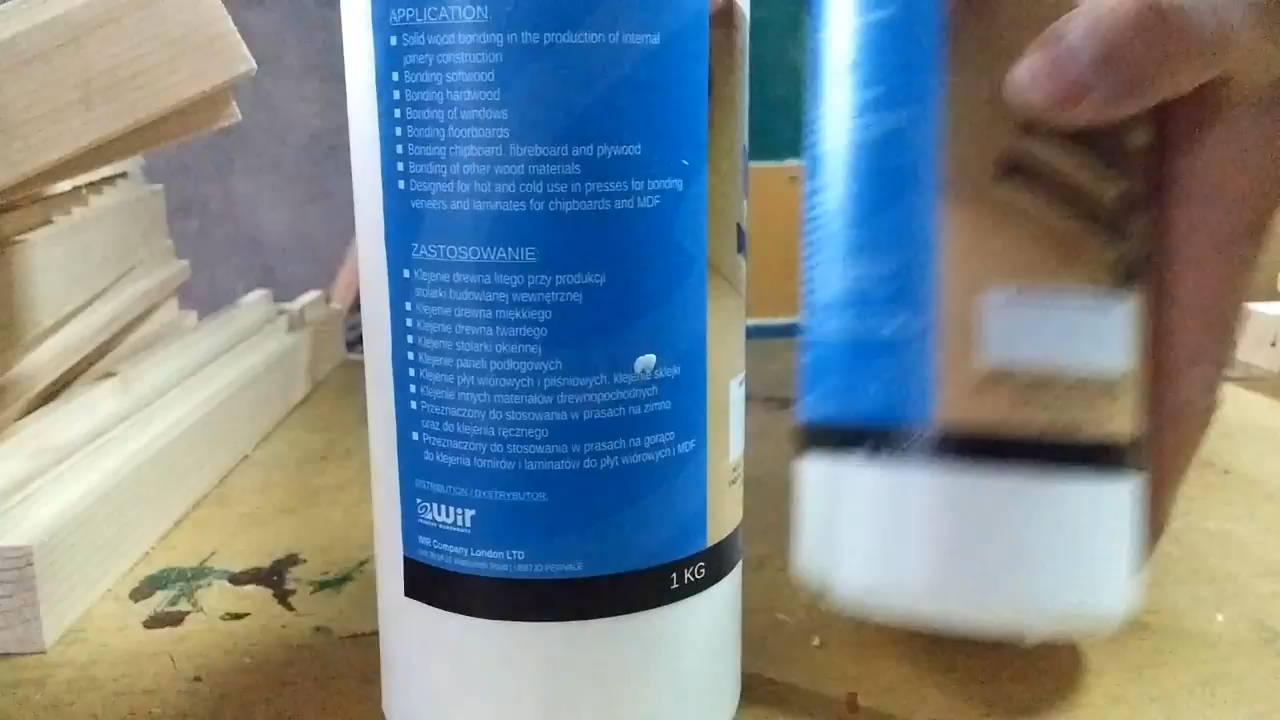 APPLICATION:
Solid wood bonding in the production of internal
joinery construction
Bonding softwood
Bonding hardwood
Bonding of windows
Bonding floorboards
Bonding chipboard, fibreboard and plywood
Bonding of other wood materials
Designed for hot and cold use in presses for bonding
veneers and laminates for chipboards and MDF
ZASTOSOWANIE:
Klejenie drewna litego przy produkcji
stolarki budowlanej wewnętrznej
Klejenie drewna miękkiego
Klejenie drewna twardego
Klejenie stolarki okiennej
Klejenie paneli podłogowych
Klejenie płyt wiórowych i pilśniowych, klejenie sklejki
Klejenie innych materiałów drewnopochodnych
Przeznaczony do stosowania w prasach na zimno
oraz do klejenia ręcznego
Przeznaczony do stosowania w prasach na gorąco
do klejenia fornirów i laminatów do płyt wiórowych i MDF
DISTRIBUTION / DYSTRYBUTOR:
Wir
WIR Company London LTD
1 KG